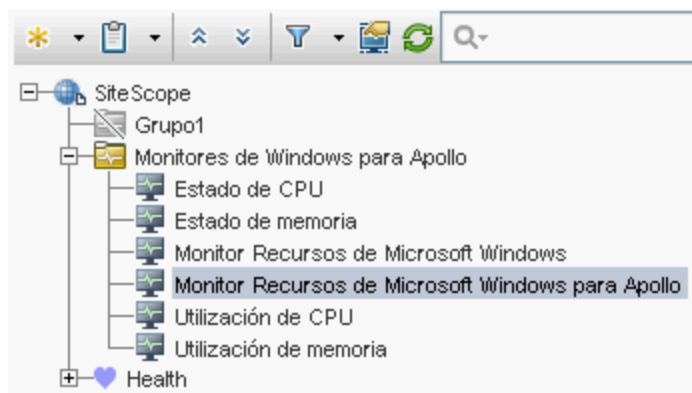 SiteScope
Grupo1
Monitores de Windows para Apollo
Estado de CPU
Estado de memoria
Monitor Recursos de Microsoft Windows
Monitor Recursos de Microsoft Windows para Apollo
Utilización de CPU
Utilización de memoria
Health